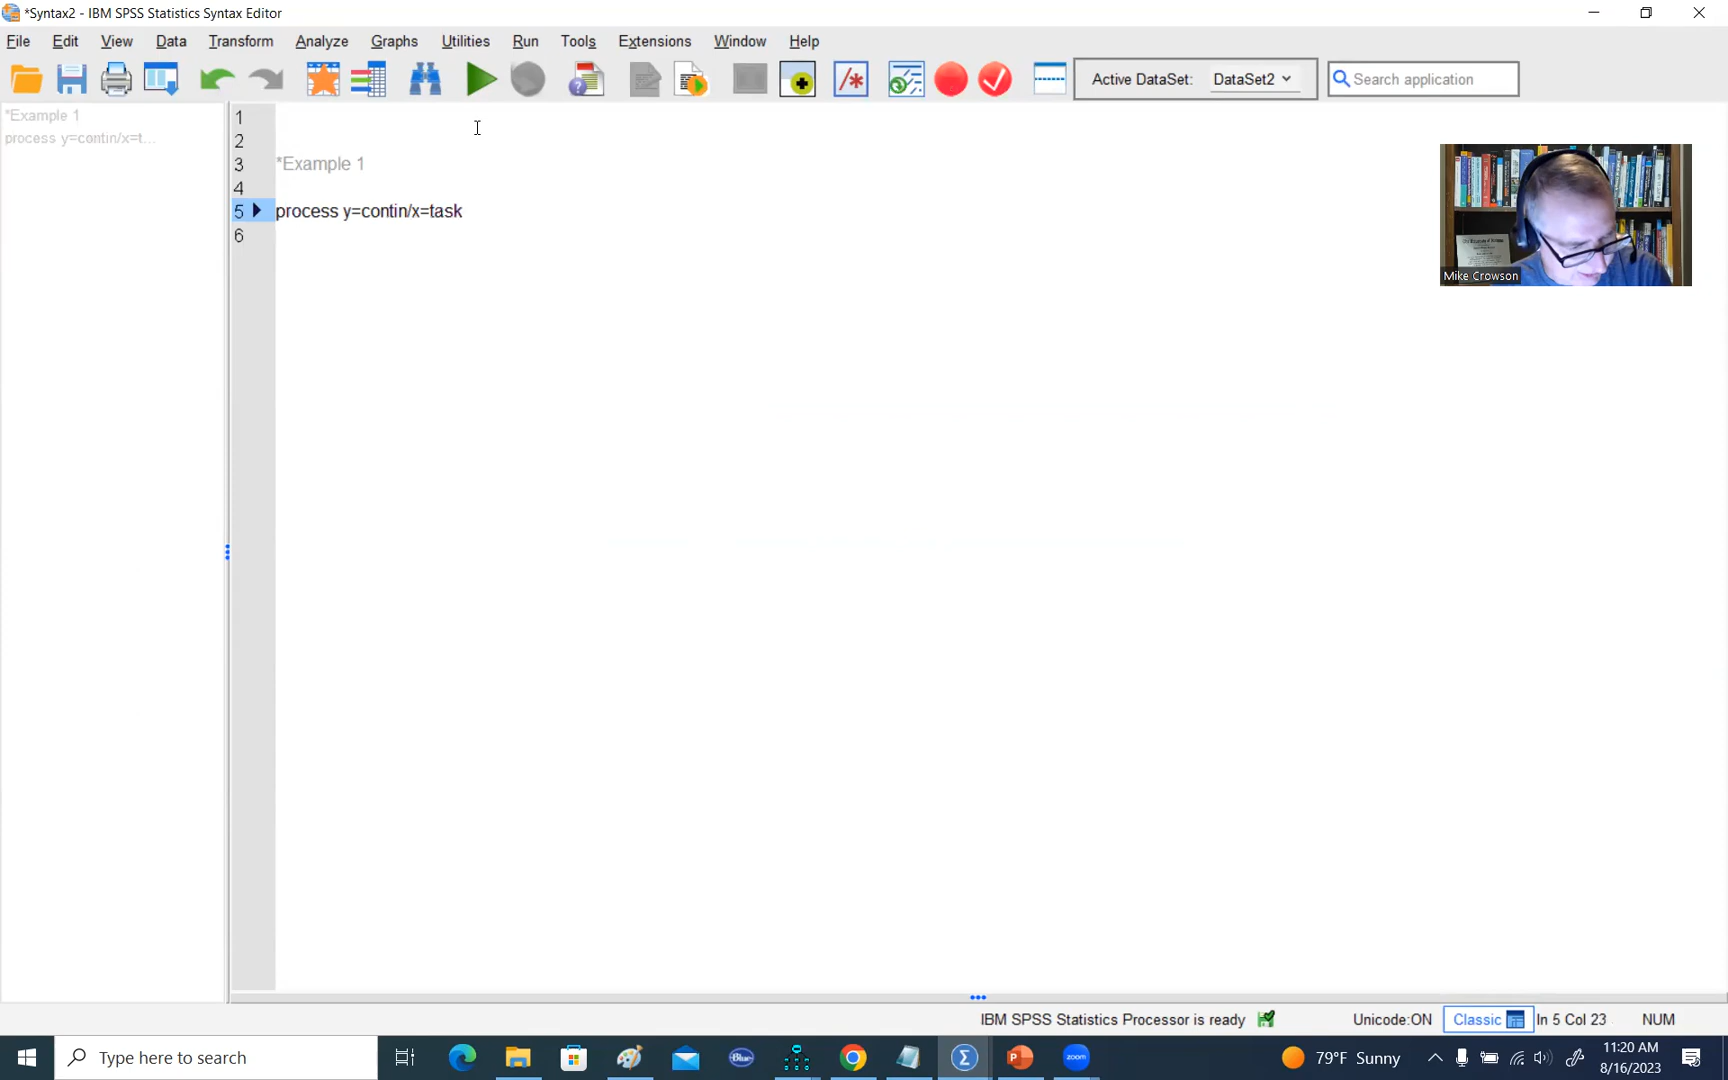 *Syntax2 - IBM SPSS Statistics Syntax Editor
File Edit View Data Transform Analyze Graphs Utilities Run Tools Extensions Window Help
Active DataSet: DataSet2 Search application
*Example 1
process y=contin/x=t...
1
2
3 *Example 1
4
5 process y=contin/x=task
6
Mike Crowson
IBM SPSS Statistics Processor is ready Unicode:ON Classic In 5 Col 23 NUM
Type here to search
Blue
zoom
79°F Sunny
11:20 AM
8/16/2023